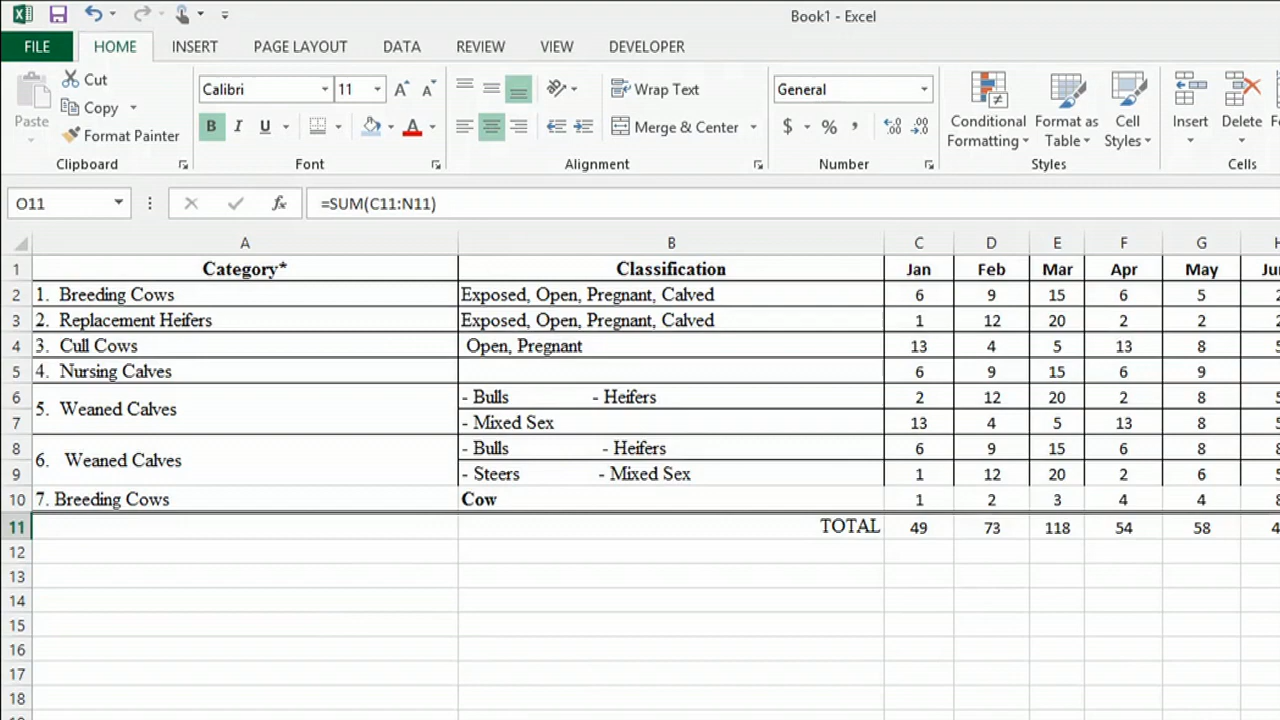 Book1 - Excel
FILE HOME INSERT PAGE LAYOUT DATA REVIEW VIEW DEVELOPER
Paste
Cut
Copy
Format Painter
Clipboard
Calibri 11
B I U A
Font
Wrap Text
Merge & Center
Alignment
General
$ % ,
Number
Conditional Formatting
Format as Table
Cell Styles
Styles
Insert
Delete
Cells
O11 fx =SUM(C11:N11)
A B C D E F G
1 Category* Classification Jan Feb Mar Apr May
2 1. Breeding Cows Exposed, Open, Pregnant, Calved 6 9 15 6 5
3 2. Replacement Heifers Exposed, Open, Pregnant, Calved 1 12 20 2 2
4 3. Cull Cows Open, Pregnant 13 4 5 13 8
5 4. Nursing Calves 6 9 15 6 9
6 5. Weaned Calves - Bulls - Heifers 2 12 20 2 8
7 - Mixed Sex 13 4 5 13 8
8 6. Weaned Calves - Bulls - Heifers 6 9 15 6 8
9 - Steers - Mixed Sex 1 12 20 2 6
10 7. Breeding Cows Cow 1 2 3 4 4
11 TOTAL 49 73 118 54 58
12
13
14
15
16
17
18